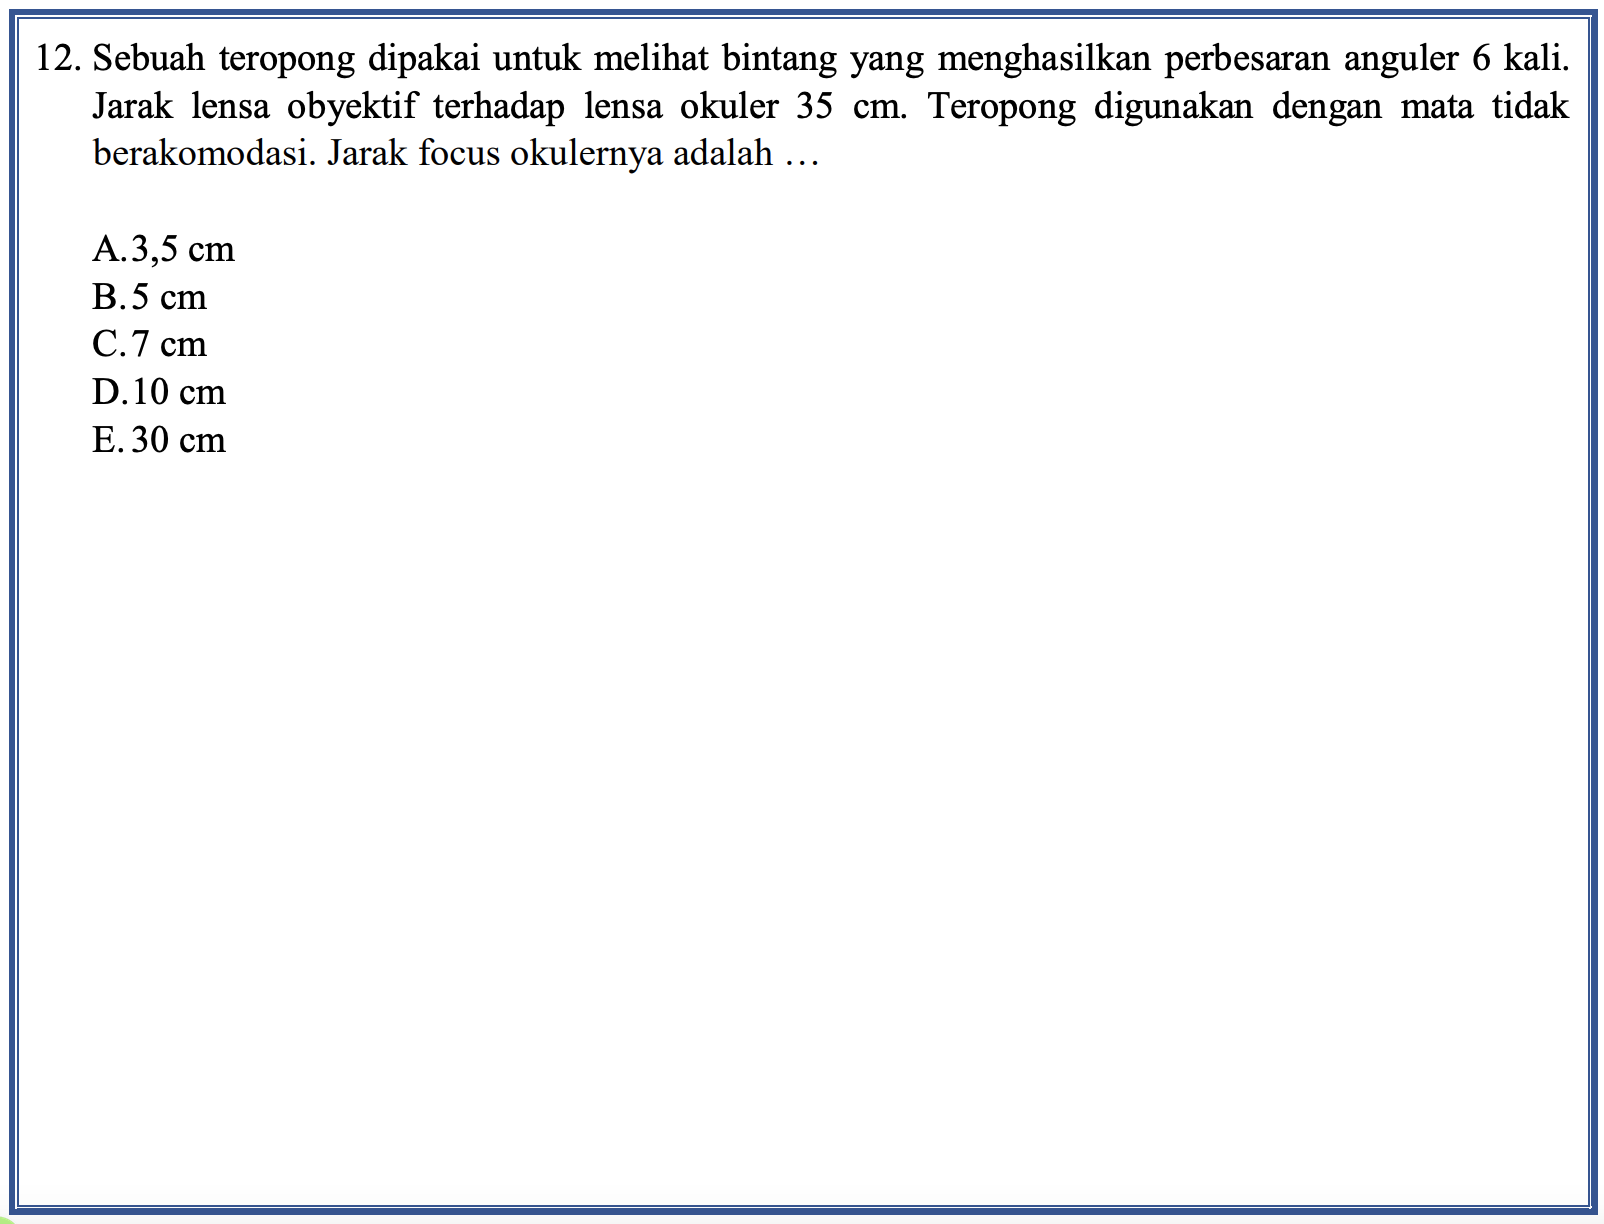 12. Sebuah teropong dipakai untuk melihat bintang yang menghasilkan perbesaran anguler 6 kali.
Jarak lensa obyektif terhadap lensa okuler 35 cm. Teropong digunakan dengan mata tidak
berakomodasi. Jarak focus okulernya adalah …
A.3,5 cm
B.5 cm
C.7 cm
D.10 cm
E.30 cm